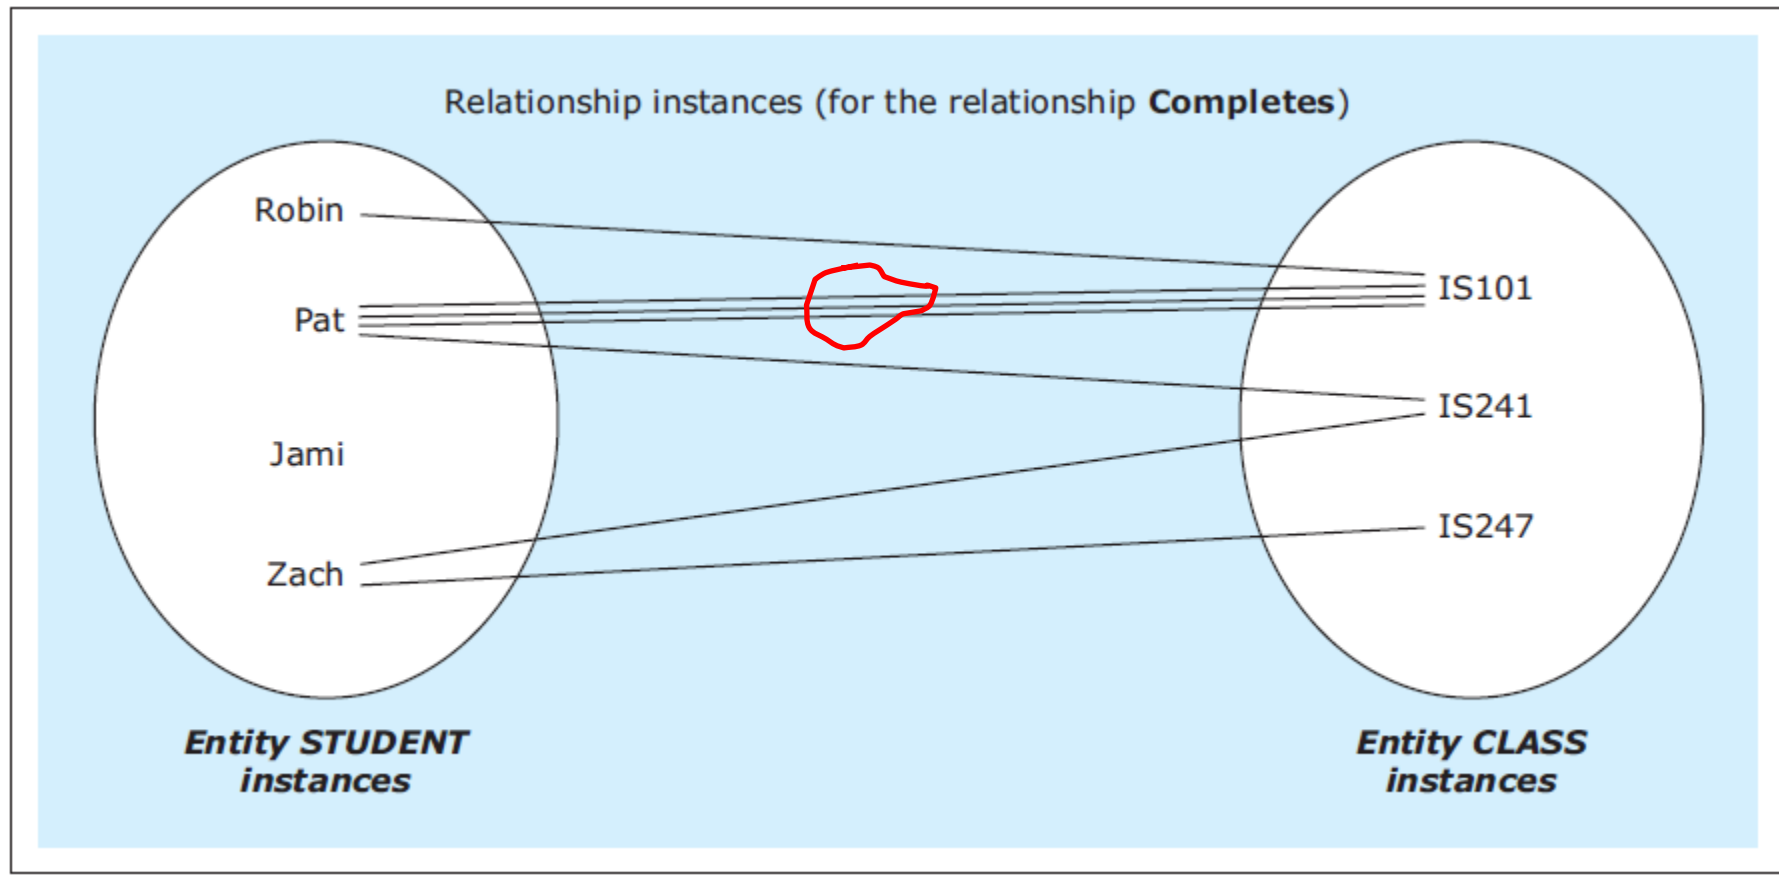 Relationship instances (for the relationship Completes)
Robin
Pat
Jami
Zach
IS101
IS241
IS247
Entity STUDENT
instances
Entity CLASS
instances